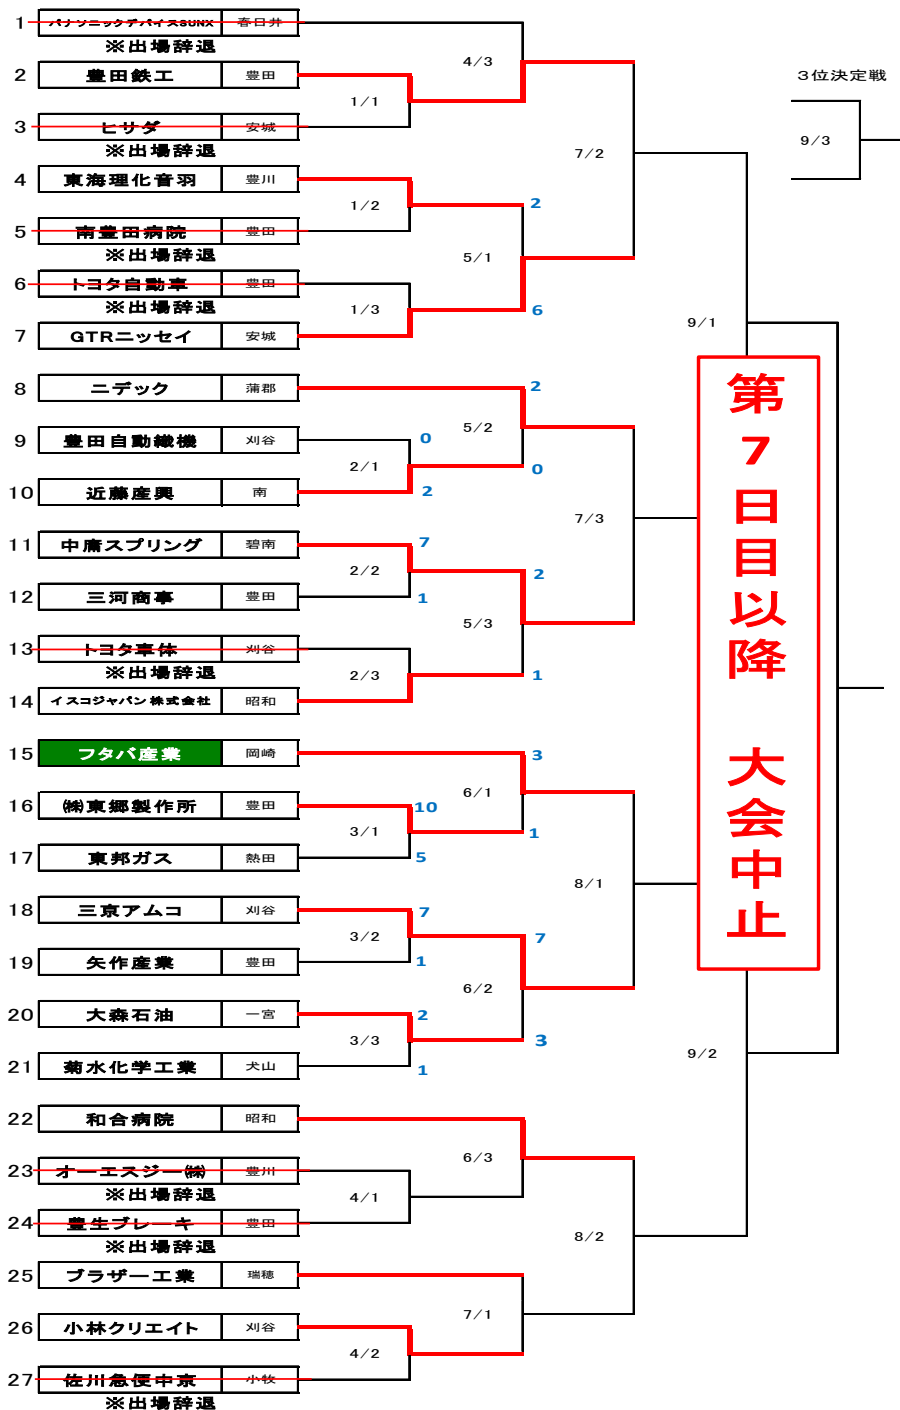 1 パナソニックデバイスSUNX 春日井
※出場辞退
2 豊田鉄工 豊田
3 ヒサダ 安城
※出場辞退
4 東海理化音羽 豊川
5 南豊田病院 豊田
※出場辞退
6 トヨタ自動車 豊田
※出場辞退
7 GTRニッセイ 安城
8 ニデック 蒲郡
9 豊田自動織機 刈谷
10 近藤産興 南
11 中庸スプリング 碧南
12 三河商事 豊田
13 トヨタ車体 刈谷
※出場辞退
14 イスコジャパン株式会社 昭和
15 フタバ産業 岡崎
16 ㈱東郷製作所 豊田
17 東邦ガス 熱田
18 三京アムコ 刈谷
19 矢作産業 豊田
20 大森石油 一宮
21 菊水化学工業 犬山
22 和合病院 昭和
23 オーエスジー㈱ 豊川
※出場辞退
24 豊生ブレーキ 豊田
※出場辞退
25 ブラザー工業 瑞穂
26 小林クリエイト 刈谷
27 佐川急便中京 小牧
※出場辞退
1/1
1/2
1/3
0
2/1
2
7
2/2
1
2/3
10
3/1
5
7
3/2
1
2
3/3
1
4/1
4/2
4/3
2
5/1
6
2
5/2
0
2
5/3
1
3
6/1
1
7
6/2
3
6/3
7/1
7/2
7/3
8/1
8/2
9/1
9/2
3位決定戦
9/3
第7日目以降 大会中止